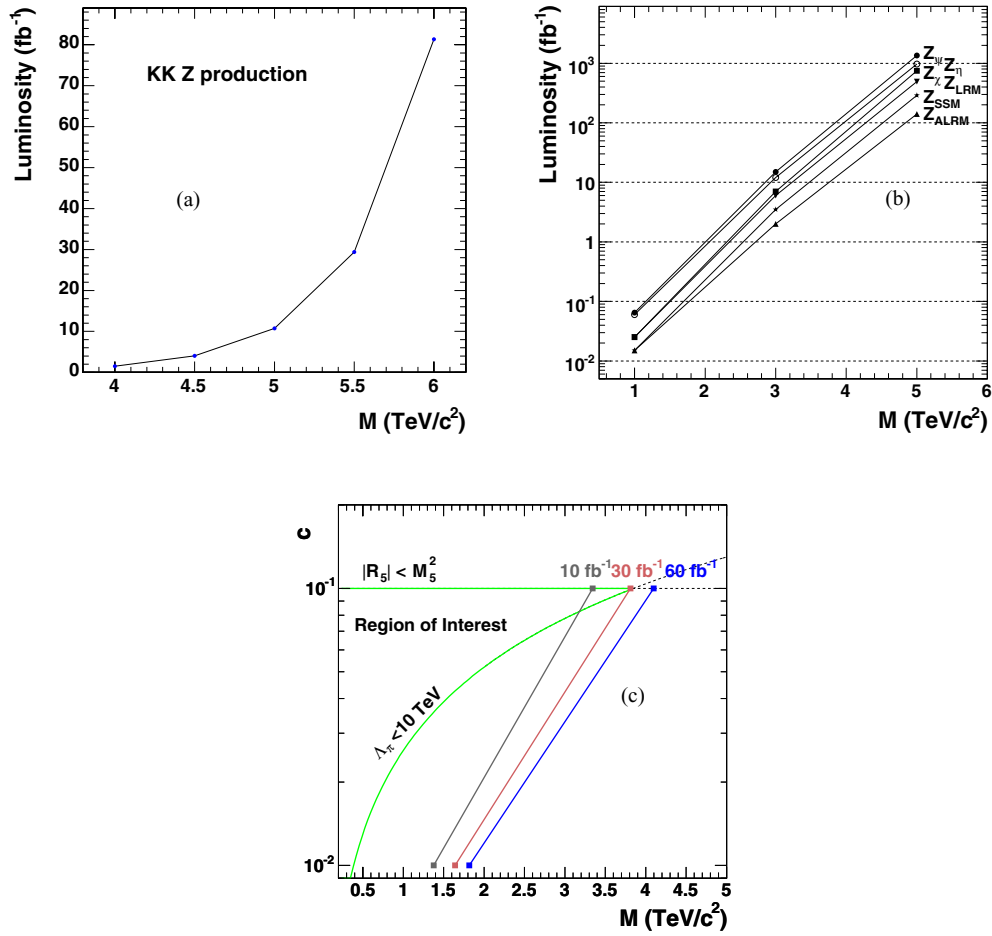 Luminosity (fb⁻¹)
80
70
60
50
40
30
20
10
0
KK Z production
(a)
4 4.5 5 5.5 6
M (TeV/c²)
Luminosity (fb⁻¹)
10³
10²
10
1
10⁻¹
10⁻²
Z_ψ Z_η
Z_χ Z_LRM
Z_SSM
Z_ALRM
(b)
1 2 3 4 5 6
M (TeV/c²)
c
|R₅| < M₅²
10 fb⁻¹ 30 fb⁻¹ 60 fb⁻¹
10⁻¹
Region of Interest
Λ_π <10 TeV
(c)
10⁻²
0.5 1 1.5 2 2.5 3 3.5 4 4.5 5
M (TeV/c²)